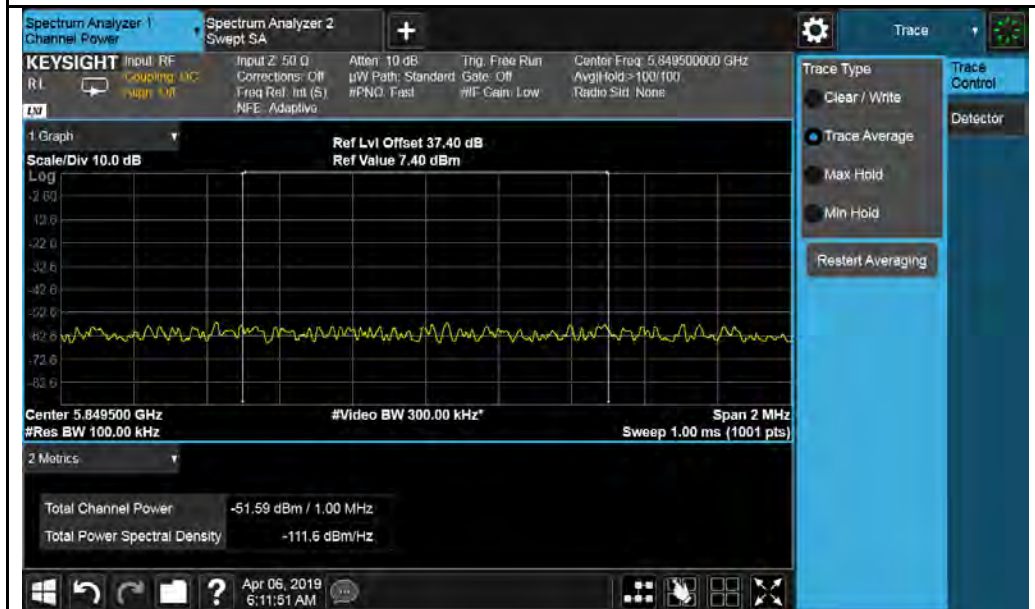 Spectrum Analyzer 1
Channel Power
Spectrum Analyzer 2
Swept SA
+
Trace
KEYSIGHT
Input: RF
Coupling: DC
Align: Off
Input Z: 50 Ω
Corrections: Off
Freq Ref: Int (S)
NFE: Adaptive
Atten: 10 dB
µW Path: Standard
#PNO: Fast
Trig: Free Run
Gate: Off
#IF Gain: Low
Center Freq: 5.849500000 GHz
Avg|Hold:>100/100
Radio Std: None
LXI
1 Graph
Scale/Div 10.0 dB
Ref Lvl Offset 37.40 dB
Ref Value 7.40 dBm
Log
-2.60
-12.6
-22.6
-32.6
-42.6
-52.6
-62.6
-72.6
-82.6
Center 5.849500 GHz
#Res BW 100.00 kHz
#Video BW 300.00 kHz*
Span 2 MHz
Sweep 1.00 ms (1001 pts)
2 Metrics
Total Channel Power -51.59 dBm / 1.00 MHz
Total Power Spectral Density -111.6 dBm/Hz
Trace Type
Clear / Write
Trace Average
Max Hold
Min Hold
Restart Averaging
Trace Control
Detector
?
Apr 06, 2019
6:11:51 AM